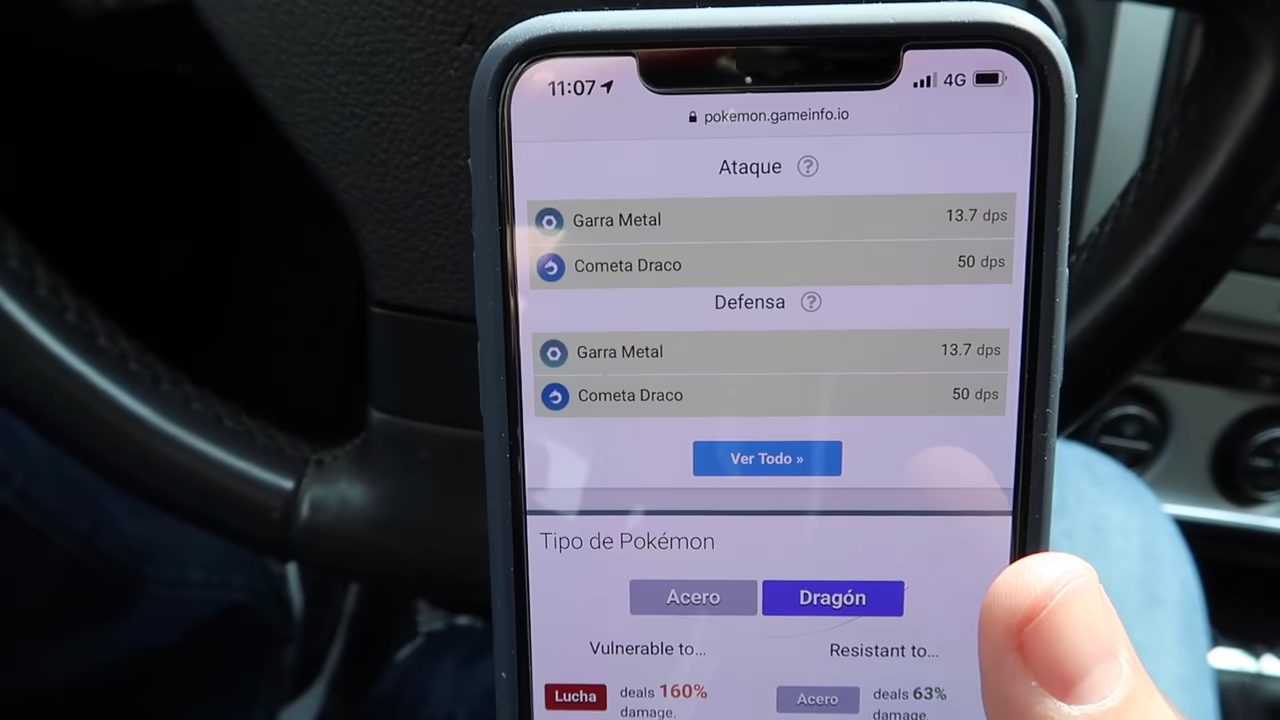 11:07
4G
pokemon.gameinfo.io
Ataque ?
Garra Metal 13.7 dps
Cometa Draco 50 dps
Defensa ?
Garra Metal 13.7 dps
Cometa Draco 50 dps
Ver Todo »
Tipo de Pokémon
Acero Dragón
Vulnerable to... Resistant to...
Lucha deals 160% damage.
Acero deals 63% damage.